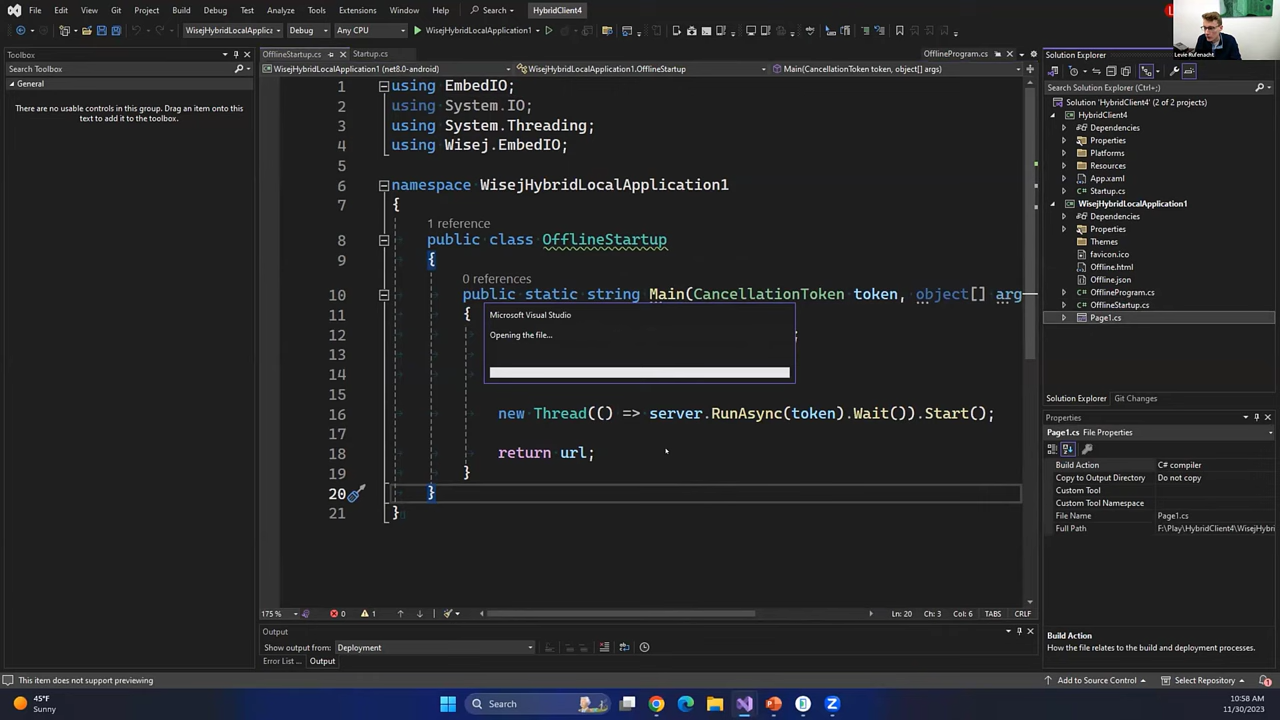 File Edit View Git Project Build Debug Test Analyze Tools Extensions Window Help Search HybridClient4
WisejHybridLocalApplication1 Debug Any CPU WisejHybridLocalApplication1
Levie Rufenacht
Toolbox
Search Toolbox
General
There are no usable controls in this group. Drag an item onto this
text to add it to the toolbox.
OfflineStartup.cs Startup.cs OfflineProgram.cs
WisejHybridLocalApplication1 (net8.0-android) WisejHybridLocalApplication1.OfflineStartup Main(CancellationToken token, object[] args)
1 using EmbedIO;
2 using System.IO;
3 using System.Threading;
4 using Wisej.EmbedIO;
5
6 namespace WisejHybridLocalApplication1
7 {
1 reference
8 public class OfflineStartup
9 {
0 references
10 public static string Main(CancellationToken token, object[] arg
11 {
12 ;
13
14
15
16 new Thread(() => server.RunAsync(token).Wait()).Start();
17
18 return url;
19 }
20 }
21 }
Microsoft Visual Studio
Opening the file...
175 % 0 1 Ln: 20 Ch: 3 Col: 6 TABS CRLF
Output
Show output from: Deployment
Error List ... Output
Solution Explorer
Search Solution Explorer (Ctrl+;)
Solution 'HybridClient4' (2 of 2 projects)
HybridClient4
Dependencies
Properties
Platforms
Resources
App.xaml
Startup.cs
WisejHybridLocalApplication1
Dependencies
Properties
Themes
favicon.ico
Offline.html
Offline.json
OfflineProgram.cs
OfflineStartup.cs
Page1.cs
Solution Explorer Git Changes
Properties
Page1.cs File Properties
Build Action C# compiler
Copy to Output Directory Do not copy
Custom Tool
Custom Tool Namespace
File Name Page1.cs
Full Path F:\Play\HybridClient4\WisejHybri
Build Action
How the file relates to the build and deployment processes.
This item does not support previewing Add to Source Control Select Repository
45°F
Sunny
Search
10:58 AM
11/30/2023